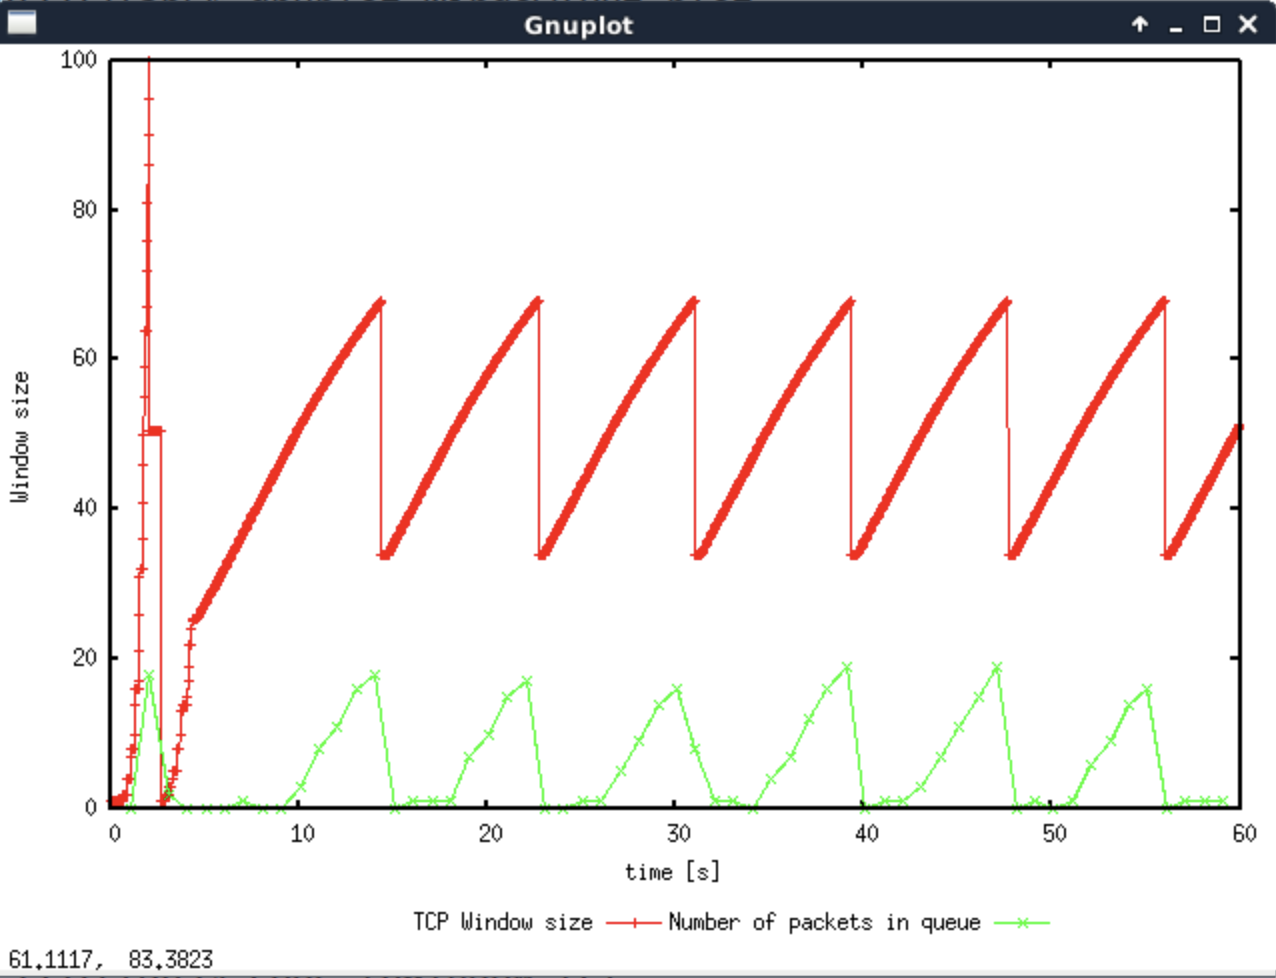 Gnuplot
100
80
60
40
20
0
Window size
0 10 20 30 40 50 60
time [s]
TCP Window size Number of packets in queue
61.1117, 83.3823